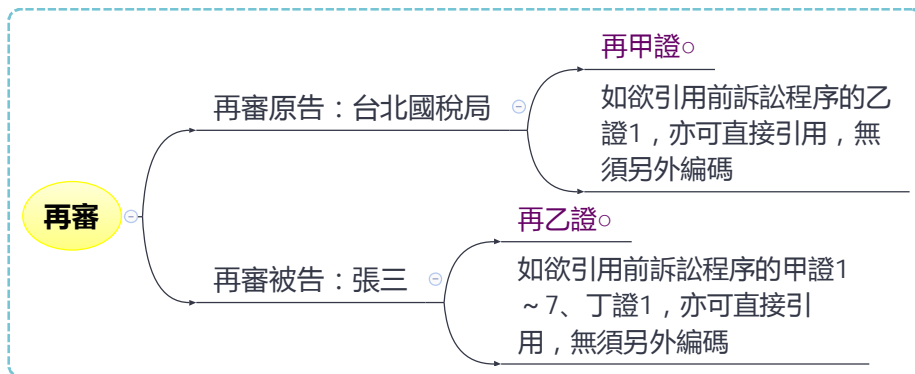 再審
再審原告：台北國稅局
再甲證○
如欲引用前訴訟程序的乙
證1，亦可直接引用，無
須另外編碼
再審被告：張三
再乙證○
如欲引用前訴訟程序的甲證1
～7、丁證1，亦可直接引
用，無須另外編碼